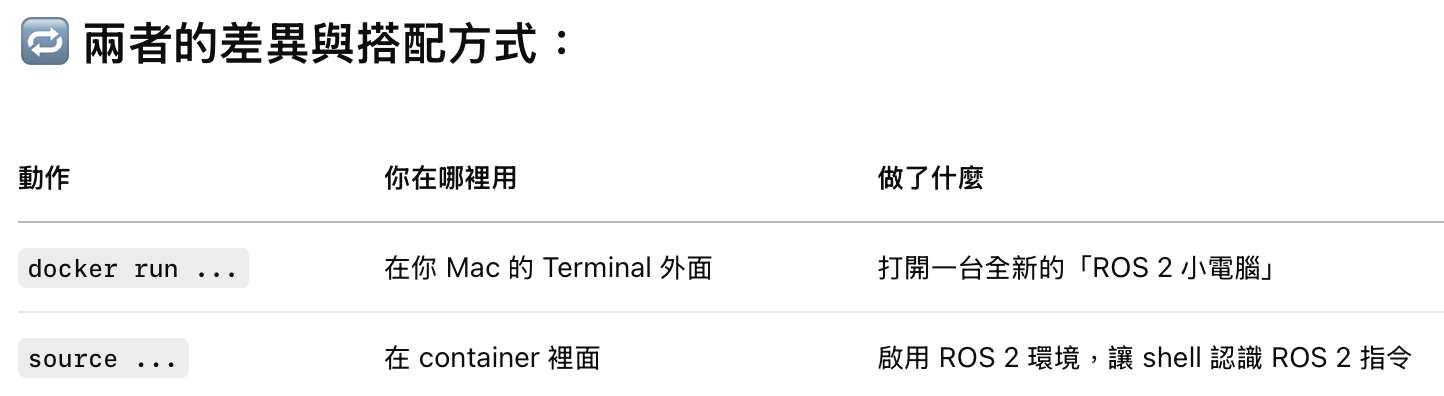 🔁 兩者的差異與搭配方式：
動作 你在哪裡用 做了什麼
docker run ... 在你 Mac 的 Terminal 外面 打開一台全新的「ROS 2 小電腦」
source ... 在 container 裡面 啟用 ROS 2 環境，讓 shell 認識 ROS 2 指令